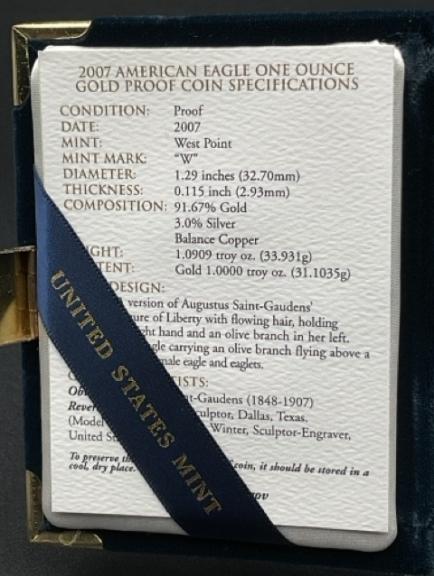 2007 AMERICAN EAGLE ONE OUNCE
GOLD PROOF COIN SPECIFICATIONS
CONDITION: Proof
DATE: 2007
MINT: West Point
MINT MARK: "W"
DIAMETER: 1.29 inches (32.70mm)
THICKNESS: 0.115 inch (2.93mm)
COMPOSITION: 91.67% Gold
3.0% Silver
Balance Copper
GHT: 1.0909 troy oz. (33.931g)
TENT: Gold 1.0000 troy oz. (31.1035g)
DESIGN:
version of Augustus Saint-Gaudens'
ure of Liberty with flowing hair, holding
ght hand and an olive branch in her left.
gle carrying an olive branch flying above a
male eagle and eaglets.
ISTS:
Ob nt-Gaudens (1848-1907)
Rever culptor, Dallas, Texas.
(Model Winter, Sculptor-Engraver,
United St
To preserve th coin, it should be stored in a
cool, dry place.
UNITED STATES MINT